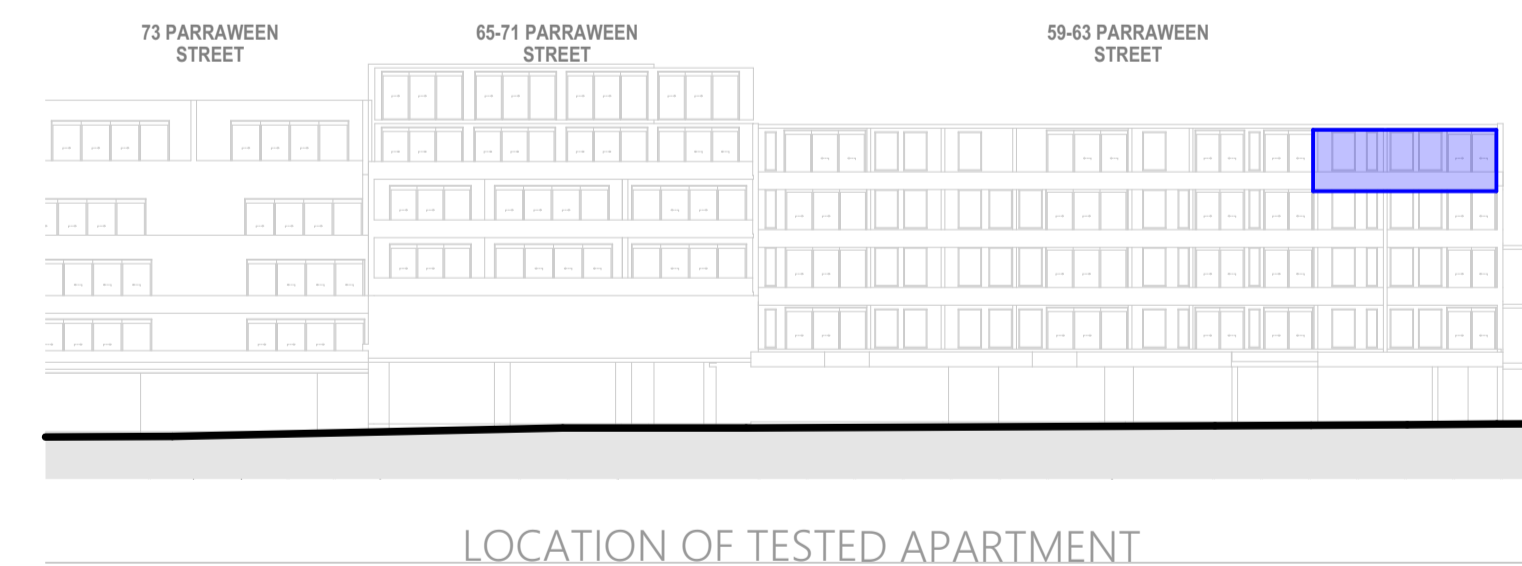 73 PARRAWEEN
STREET
65-71 PARRAWEEN
STREET
59-63 PARRAWEEN
STREET
LOCATION OF TESTED APARTMENT